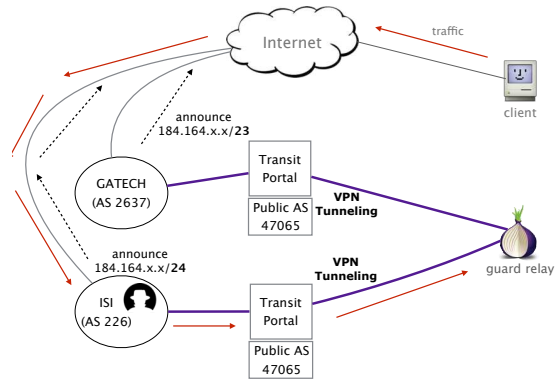 Internet
traffic
client
announce
184.164.x.x/23
GATECH
(AS 2637)
Transit
Portal
Public AS
47065
VPN
Tunneling
guard relay
announce
184.164.x.x/24
ISI
(AS 226)
VPN
Tunneling
Transit
Portal
Public AS
47065